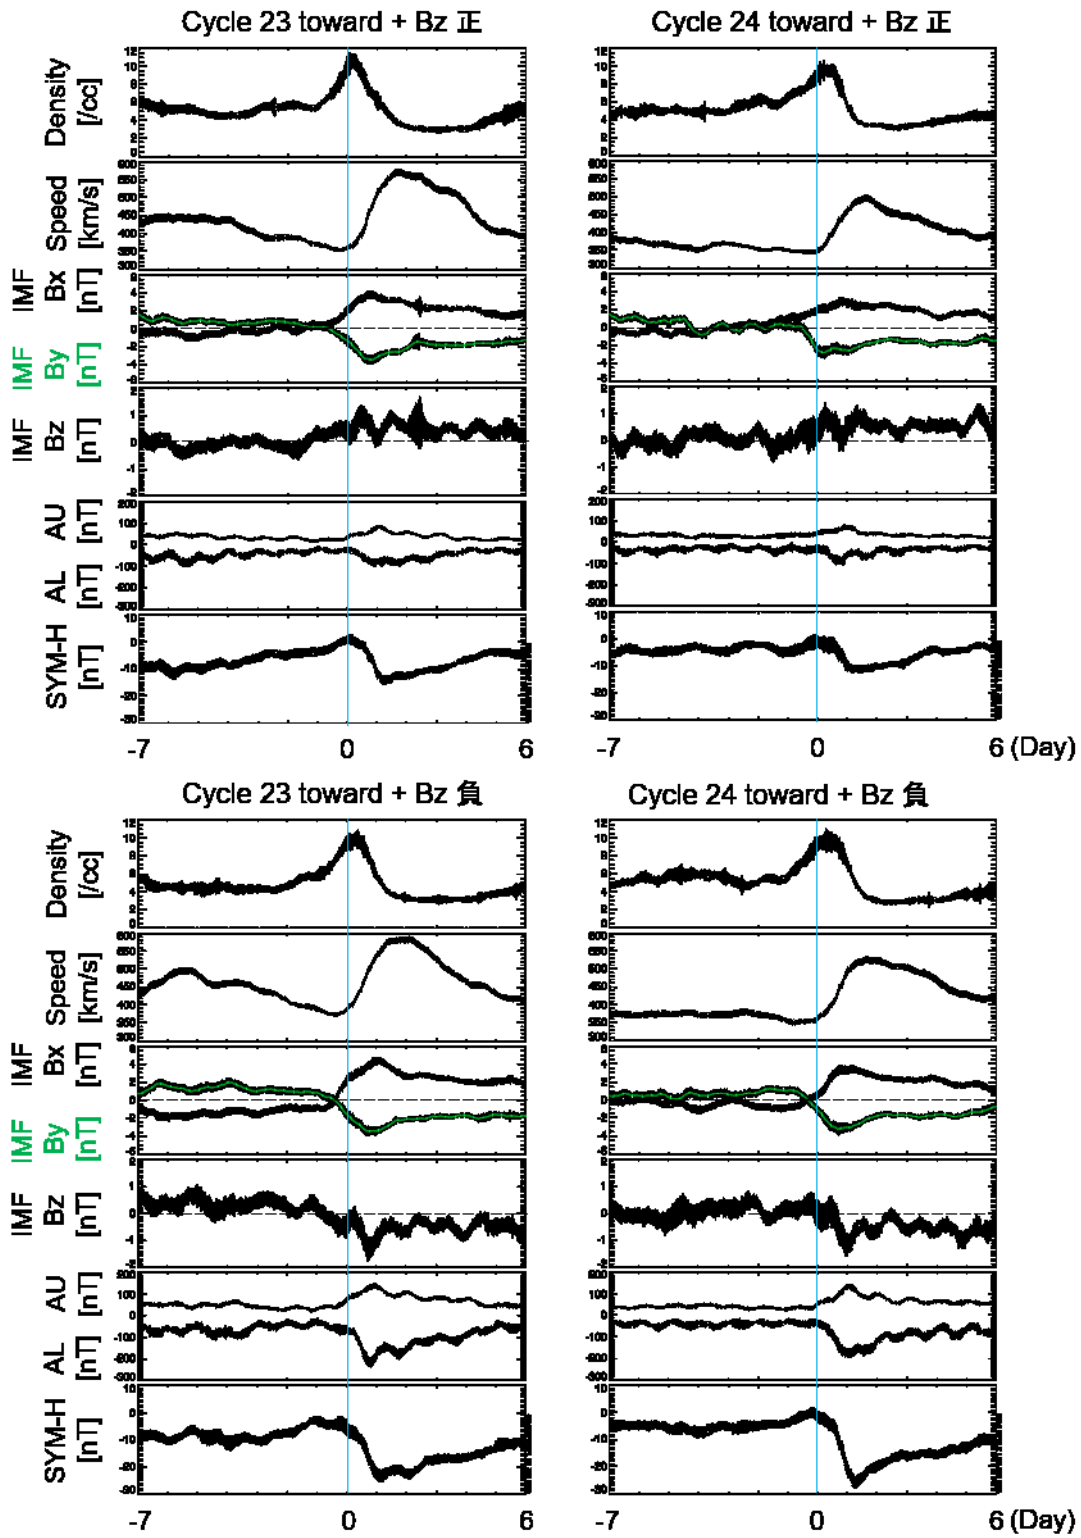 Cycle 23 toward + Bz 正
Cycle 24 toward + Bz 正
Density
[/cc]
Speed
[km/s]
IMF
Bx
[nT]
IMF
By
[nT]
IMF
Bz
[nT]
AU
[nT]
AL
[nT]
SYM-H
[nT]
-7 0 6
-7 0 6 (Day)
Cycle 23 toward + Bz 負
Cycle 24 toward + Bz 負
Density
[/cc]
Speed
[km/s]
IMF
Bx
[nT]
IMF
By
[nT]
IMF
Bz
[nT]
AU
[nT]
AL
[nT]
SYM-H
[nT]
-7 0 6
-7 0 6 (Day)